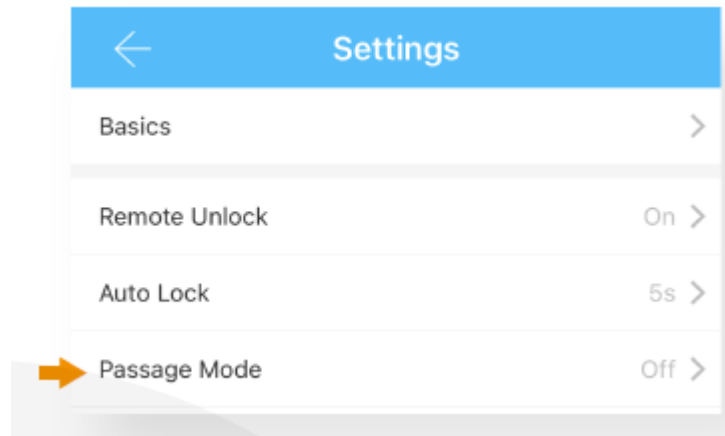 Settings
Basics
Remote Unlock On
Auto Lock 5s
Passage Mode Off